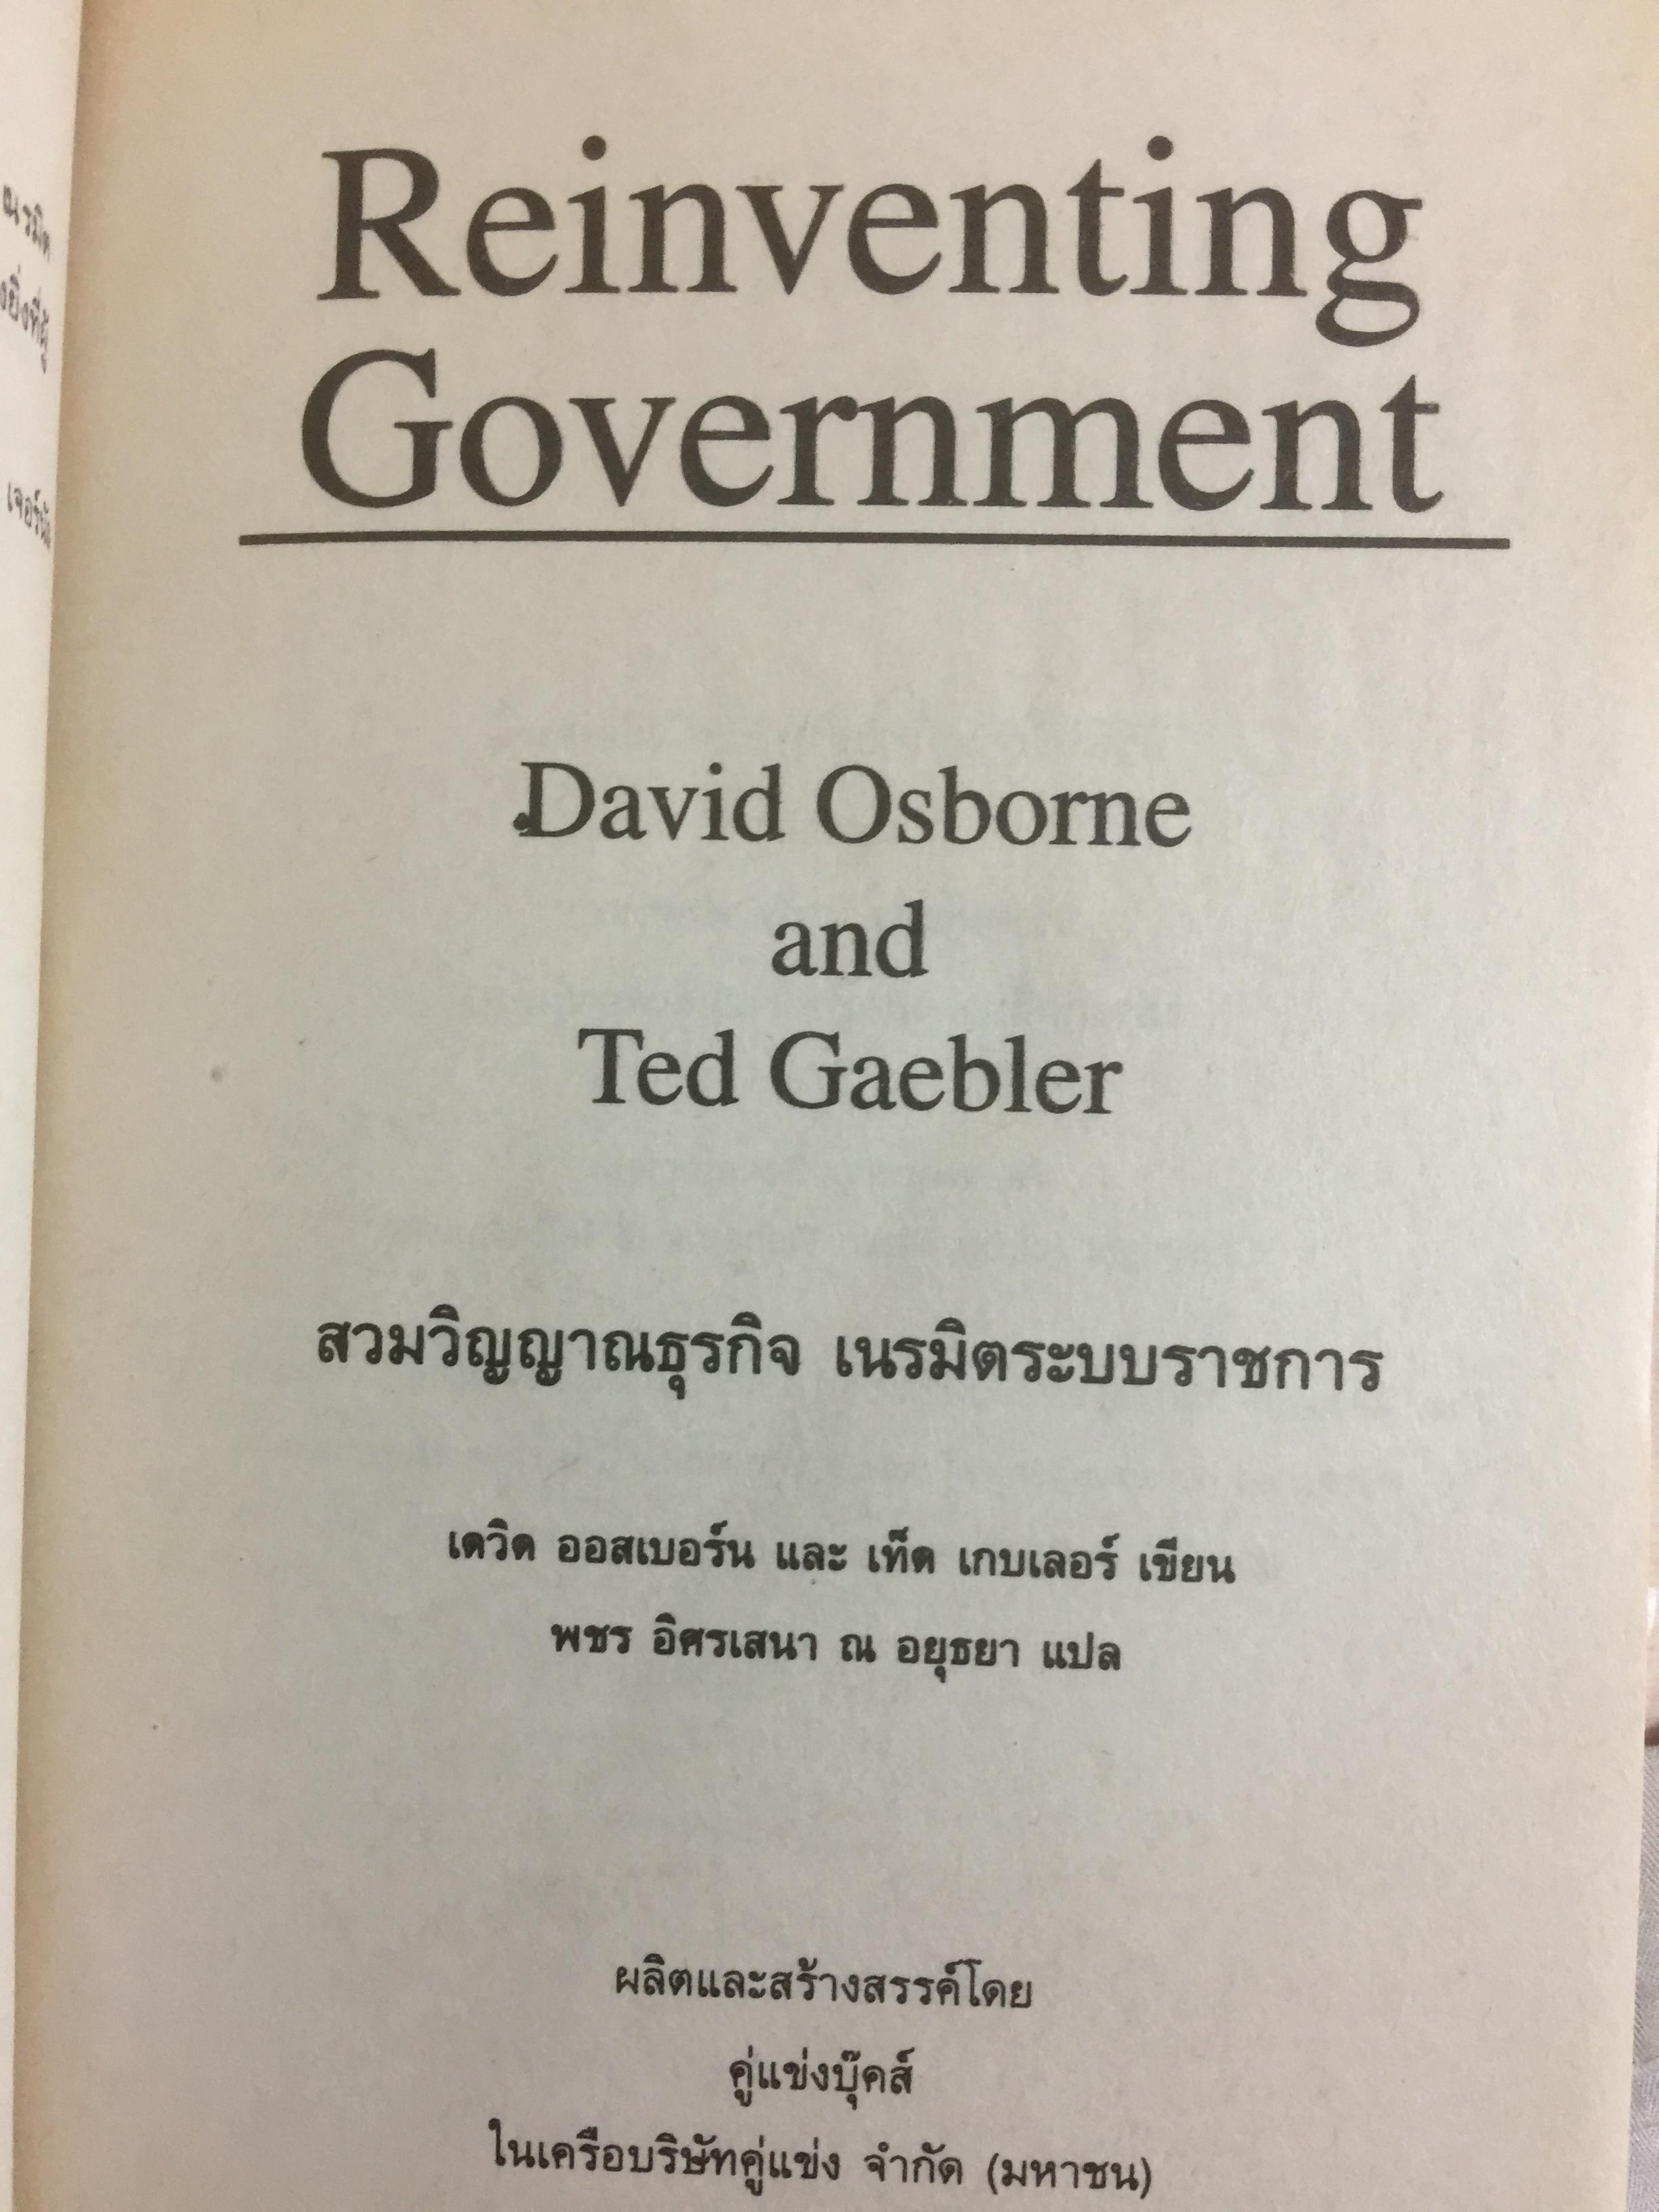 Reinventing
Government
David Osborne
and
Ted Gaebler
สวมวิญญาณธุรกิจ เนรมิตระบบราชการ
เดวิด ออสเบอร์น และ เท็ด เกบเลอร์ เขียน
พชร อิศรเสนา ณ อยุธยา แปล
ผลิตและสร้างสรรค์โดย
คู่แข่งบุ๊คส์
ในเครือบริษัทคู่แข่ง จำกัด (มหาชน)